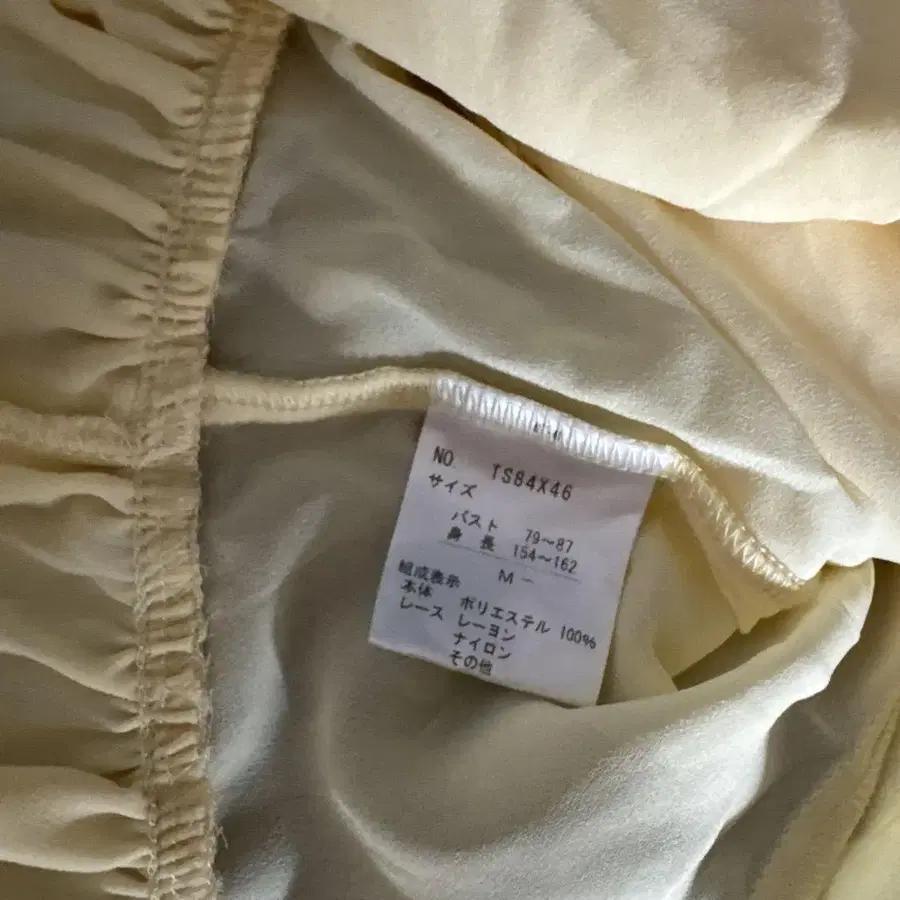 NO. TS84X46
サイズ
バスト 79～87
身長 154～162
M
組成表示
本体 ポリエステル 100%
レース レーヨン
ナイロン
その他